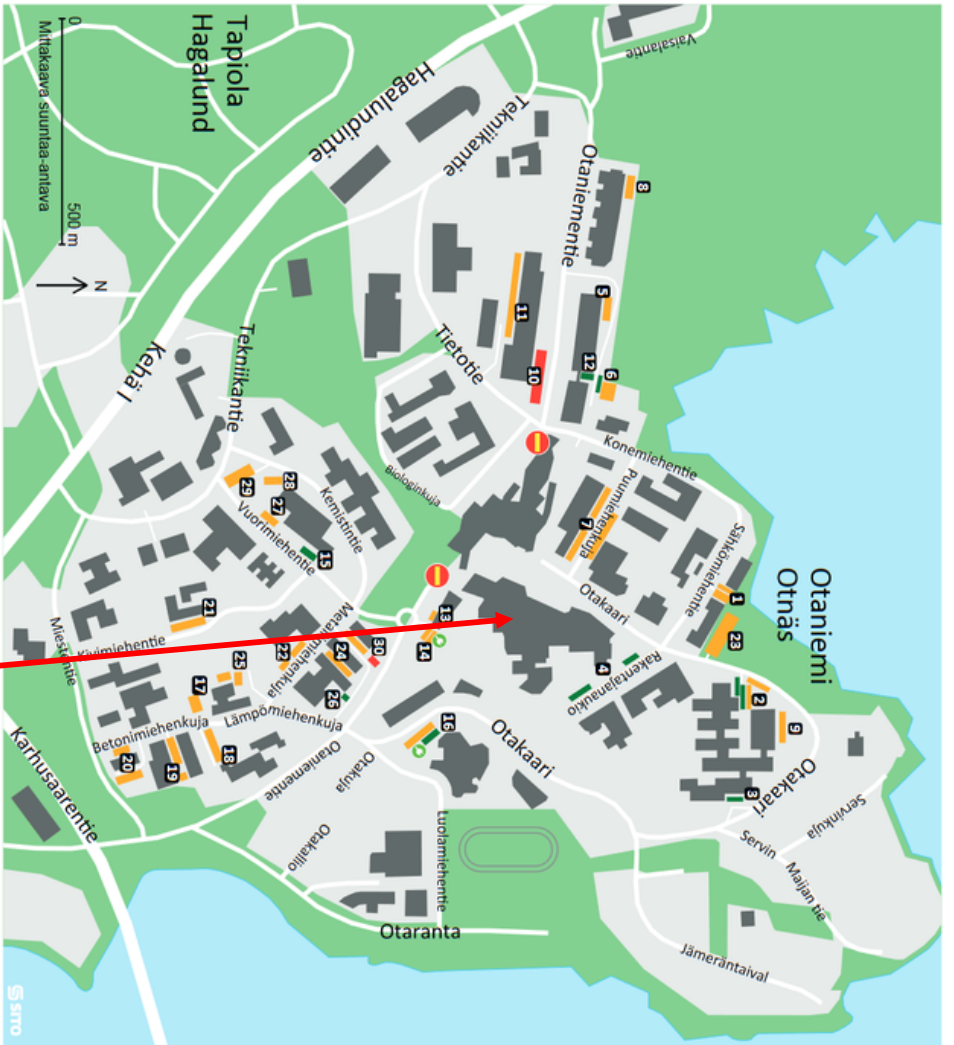 Vaisalantie
Tapiola
Hagalund
0
500 m
Mittakaava suuntaa-antava
N
Hagalundintie
Tekniikantie
Otaniementie
8
5
11
12
6
10
Tietotie
Kehä I
Tekniikantie
Konemiehentie
Biologinkuja
Puumiehenkuja
7
29
28
27
Kemistintie
Vuorimiehentie
15
Sähkömiehentie
Otaniemi
Otnäs
1
23
Otakaari
13
14
21
Kivimiehentie
Miestentie
Metallimiehenkuja
22
24
30
25
26
17
4
Rakentajanaukio
2
9
Lämpömiehenkuja
Betonimiehenkuja
18
19
20
16
Otakaari
Otakaari
3
Otaniementie
Otakuja
Karhusaarentie
Servinkuja
Servin Maijan tie
Otakallio
Luolamiehentie
Otaranta
Jämeräntaival
SITO